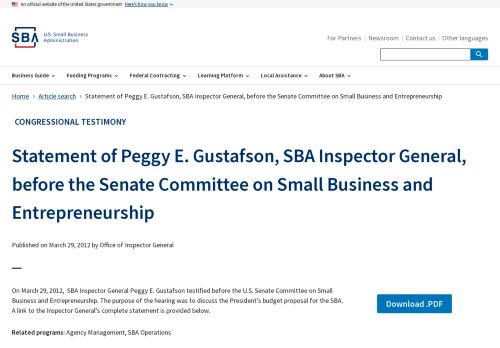 An official website of the United States government Here's how you know
SBA U.S. Small Business
Administration
For Partners | Newsroom | Contact us | Other languages
Business Guide Funding Programs Federal Contracting Learning Platform Local Assistance About SBA
Home › Article search › Statement of Peggy E. Gustafson, SBA Inspector General, before the Senate Committee on Small Business and Entrepreneurship
CONGRESSIONAL TESTIMONY
Statement of Peggy E. Gustafson, SBA Inspector General,
before the Senate Committee on Small Business and
Entrepreneurship
Published on March 29, 2012 by Office of Inspector General
On March 29, 2012, SBA Inspector General Peggy E. Gustafson testified before the U.S. Senate Committee on Small
Business and Entrepreneurship. The purpose of the hearing was to discuss the President's budget proposal for the SBA.
A link to the Inspector General's complete statement is provided below.
Download .PDF
Related programs: Agency Management, SBA Operations